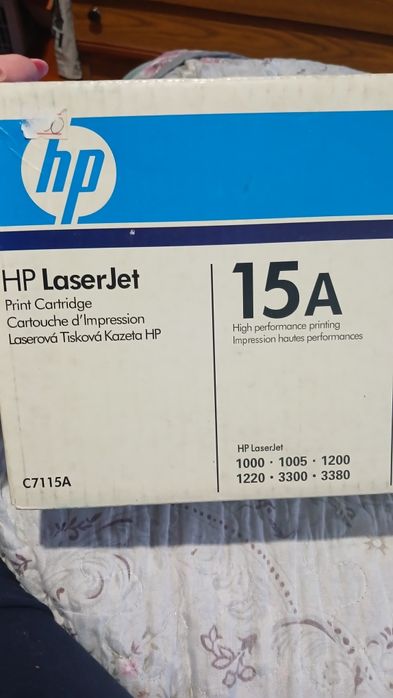 hp
HP LaserJet
Print Cartridge
Cartouche d'Impression
Laserová Tisková Kazeta HP
C7115A
15A
High performance printing
Impression hautes performances
HP LaserJet
1000 · 1005 · 1200
1220 · 3300 · 3380